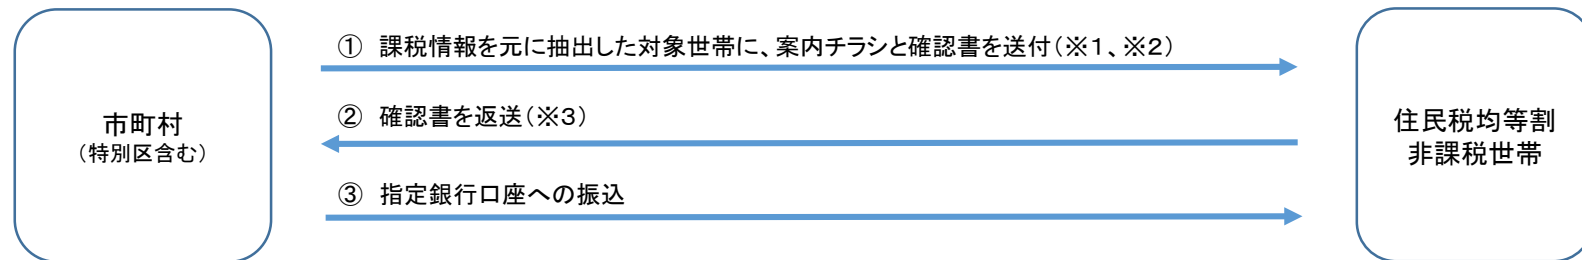 ① 課税情報を元に抽出した対象世帯に、案内チラシと確認書を送付(※1、※2)
市町村
(特別区含む)
② 確認書を返送(※3)
③ 指定銀行口座への振込
住民税均等割
非課税世帯